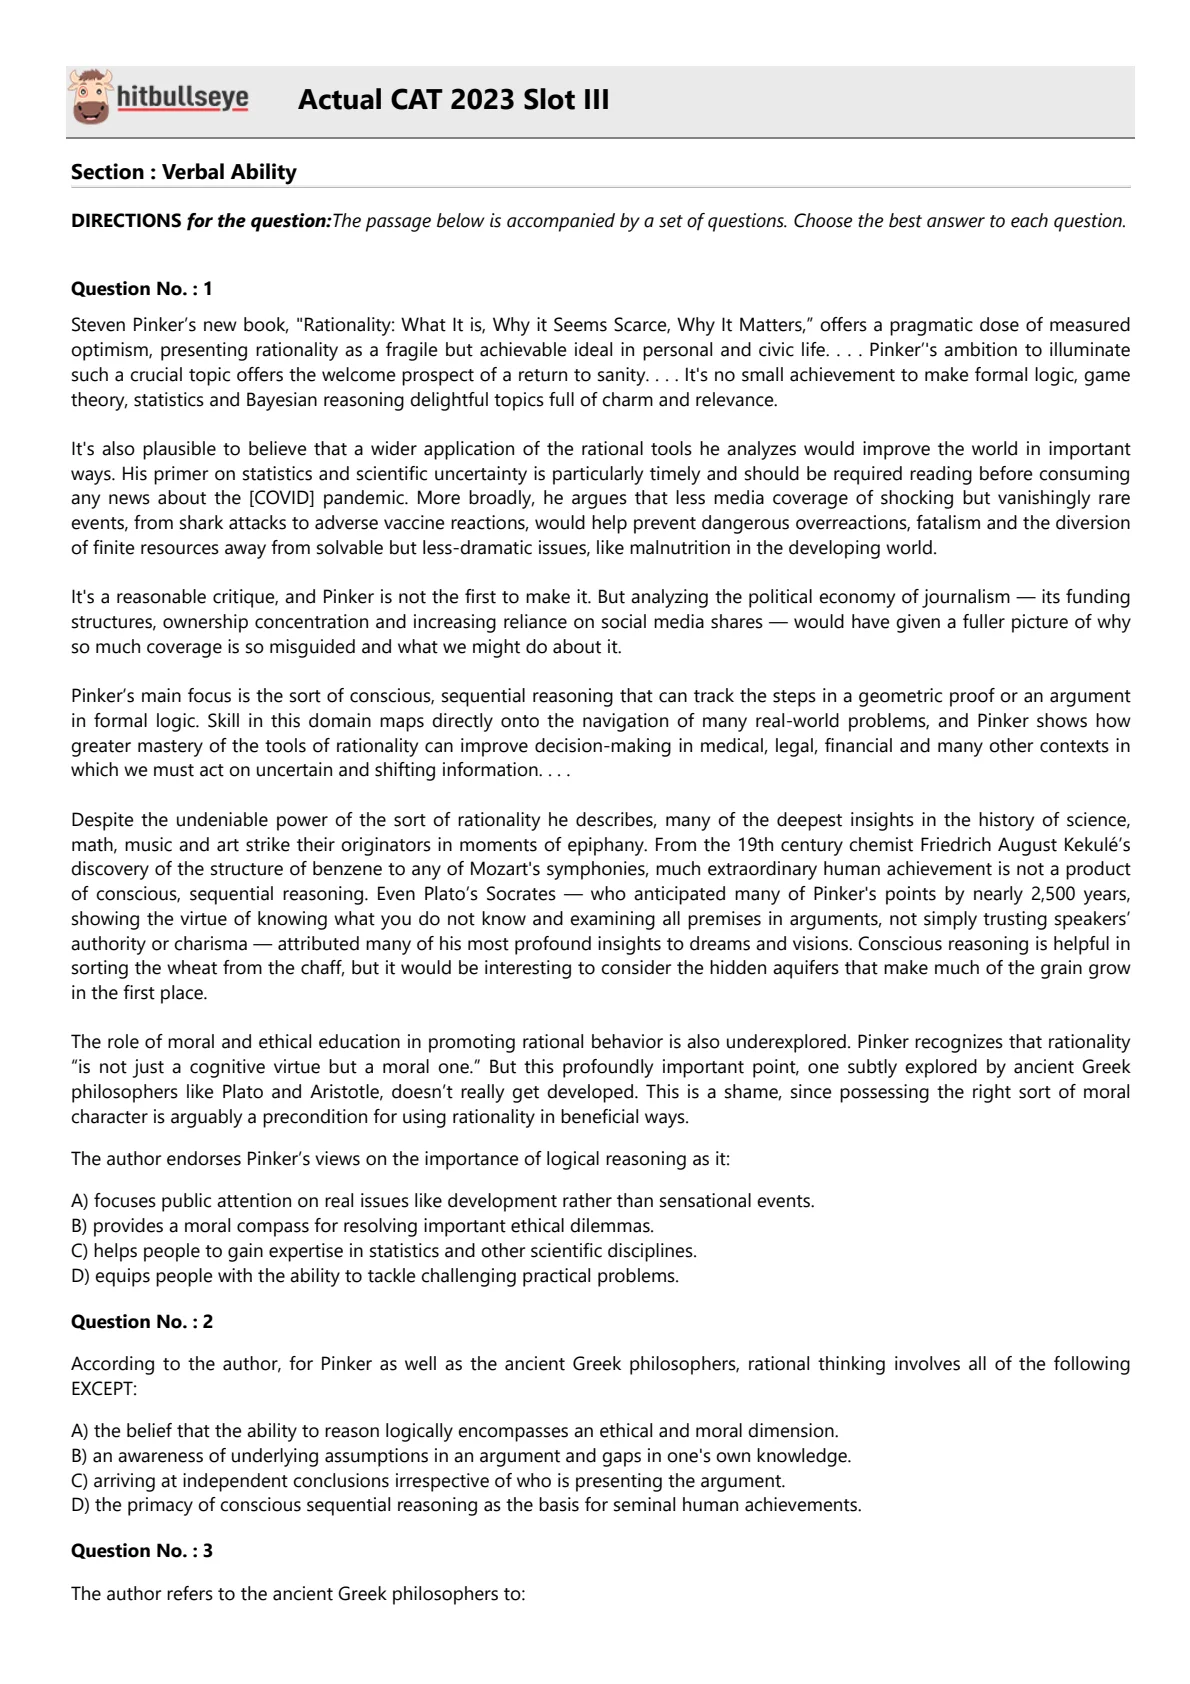 hitbullseye
Actual CAT 2023 Slot III
Section : Verbal Ability
DIRECTIONS for the question:The passage below is accompanied by a set of questions. Choose the best answer to each question.
Question No. : 1
Steven Pinker’s new book, "Rationality: What It is, Why it Seems Scarce, Why It Matters,” offers a pragmatic dose of measured
optimism, presenting rationality as a fragile but achievable ideal in personal and civic life. . . . Pinker’'s ambition to illuminate
such a crucial topic offers the welcome prospect of a return to sanity. . . . It's no small achievement to make formal logic, game
theory, statistics and Bayesian reasoning delightful topics full of charm and relevance.
It's also plausible to believe that a wider application of the rational tools he analyzes would improve the world in important
ways. His primer on statistics and scientific uncertainty is particularly timely and should be required reading before consuming
any news about the [COVID] pandemic. More broadly, he argues that less media coverage of shocking but vanishingly rare
events, from shark attacks to adverse vaccine reactions, would help prevent dangerous overreactions, fatalism and the diversion
of finite resources away from solvable but less-dramatic issues, like malnutrition in the developing world.
It's a reasonable critique, and Pinker is not the first to make it. But analyzing the political economy of journalism — its funding
structures, ownership concentration and increasing reliance on social media shares — would have given a fuller picture of why
so much coverage is so misguided and what we might do about it.
Pinker’s main focus is the sort of conscious, sequential reasoning that can track the steps in a geometric proof or an argument
in formal logic. Skill in this domain maps directly onto the navigation of many real-world problems, and Pinker shows how
greater mastery of the tools of rationality can improve decision-making in medical, legal, financial and many other contexts in
which we must act on uncertain and shifting information. . . .
Despite the undeniable power of the sort of rationality he describes, many of the deepest insights in the history of science,
math, music and art strike their originators in moments of epiphany. From the 19th century chemist Friedrich August Kekulé’s
discovery of the structure of benzene to any of Mozart's symphonies, much extraordinary human achievement is not a product
of conscious, sequential reasoning. Even Plato’s Socrates — who anticipated many of Pinker's points by nearly 2,500 years,
showing the virtue of knowing what you do not know and examining all premises in arguments, not simply trusting speakers’
authority or charisma — attributed many of his most profound insights to dreams and visions. Conscious reasoning is helpful in
sorting the wheat from the chaff, but it would be interesting to consider the hidden aquifers that make much of the grain grow
in the first place.
The role of moral and ethical education in promoting rational behavior is also underexplored. Pinker recognizes that rationality
“is not just a cognitive virtue but a moral one.” But this profoundly important point, one subtly explored by ancient Greek
philosophers like Plato and Aristotle, doesn’t really get developed. This is a shame, since possessing the right sort of moral
character is arguably a precondition for using rationality in beneficial ways.
The author endorses Pinker’s views on the importance of logical reasoning as it:
A) focuses public attention on real issues like development rather than sensational events.
B) provides a moral compass for resolving important ethical dilemmas.
C) helps people to gain expertise in statistics and other scientific disciplines.
D) equips people with the ability to tackle challenging practical problems.
Question No. : 2
According to the author, for Pinker as well as the ancient Greek philosophers, rational thinking involves all of the following
EXCEPT:
A) the belief that the ability to reason logically encompasses an ethical and moral dimension.
B) an awareness of underlying assumptions in an argument and gaps in one's own knowledge.
C) arriving at independent conclusions irrespective of who is presenting the argument.
D) the primacy of conscious sequential reasoning as the basis for seminal human achievements.
Question No. : 3
The author refers to the ancient Greek philosophers to: